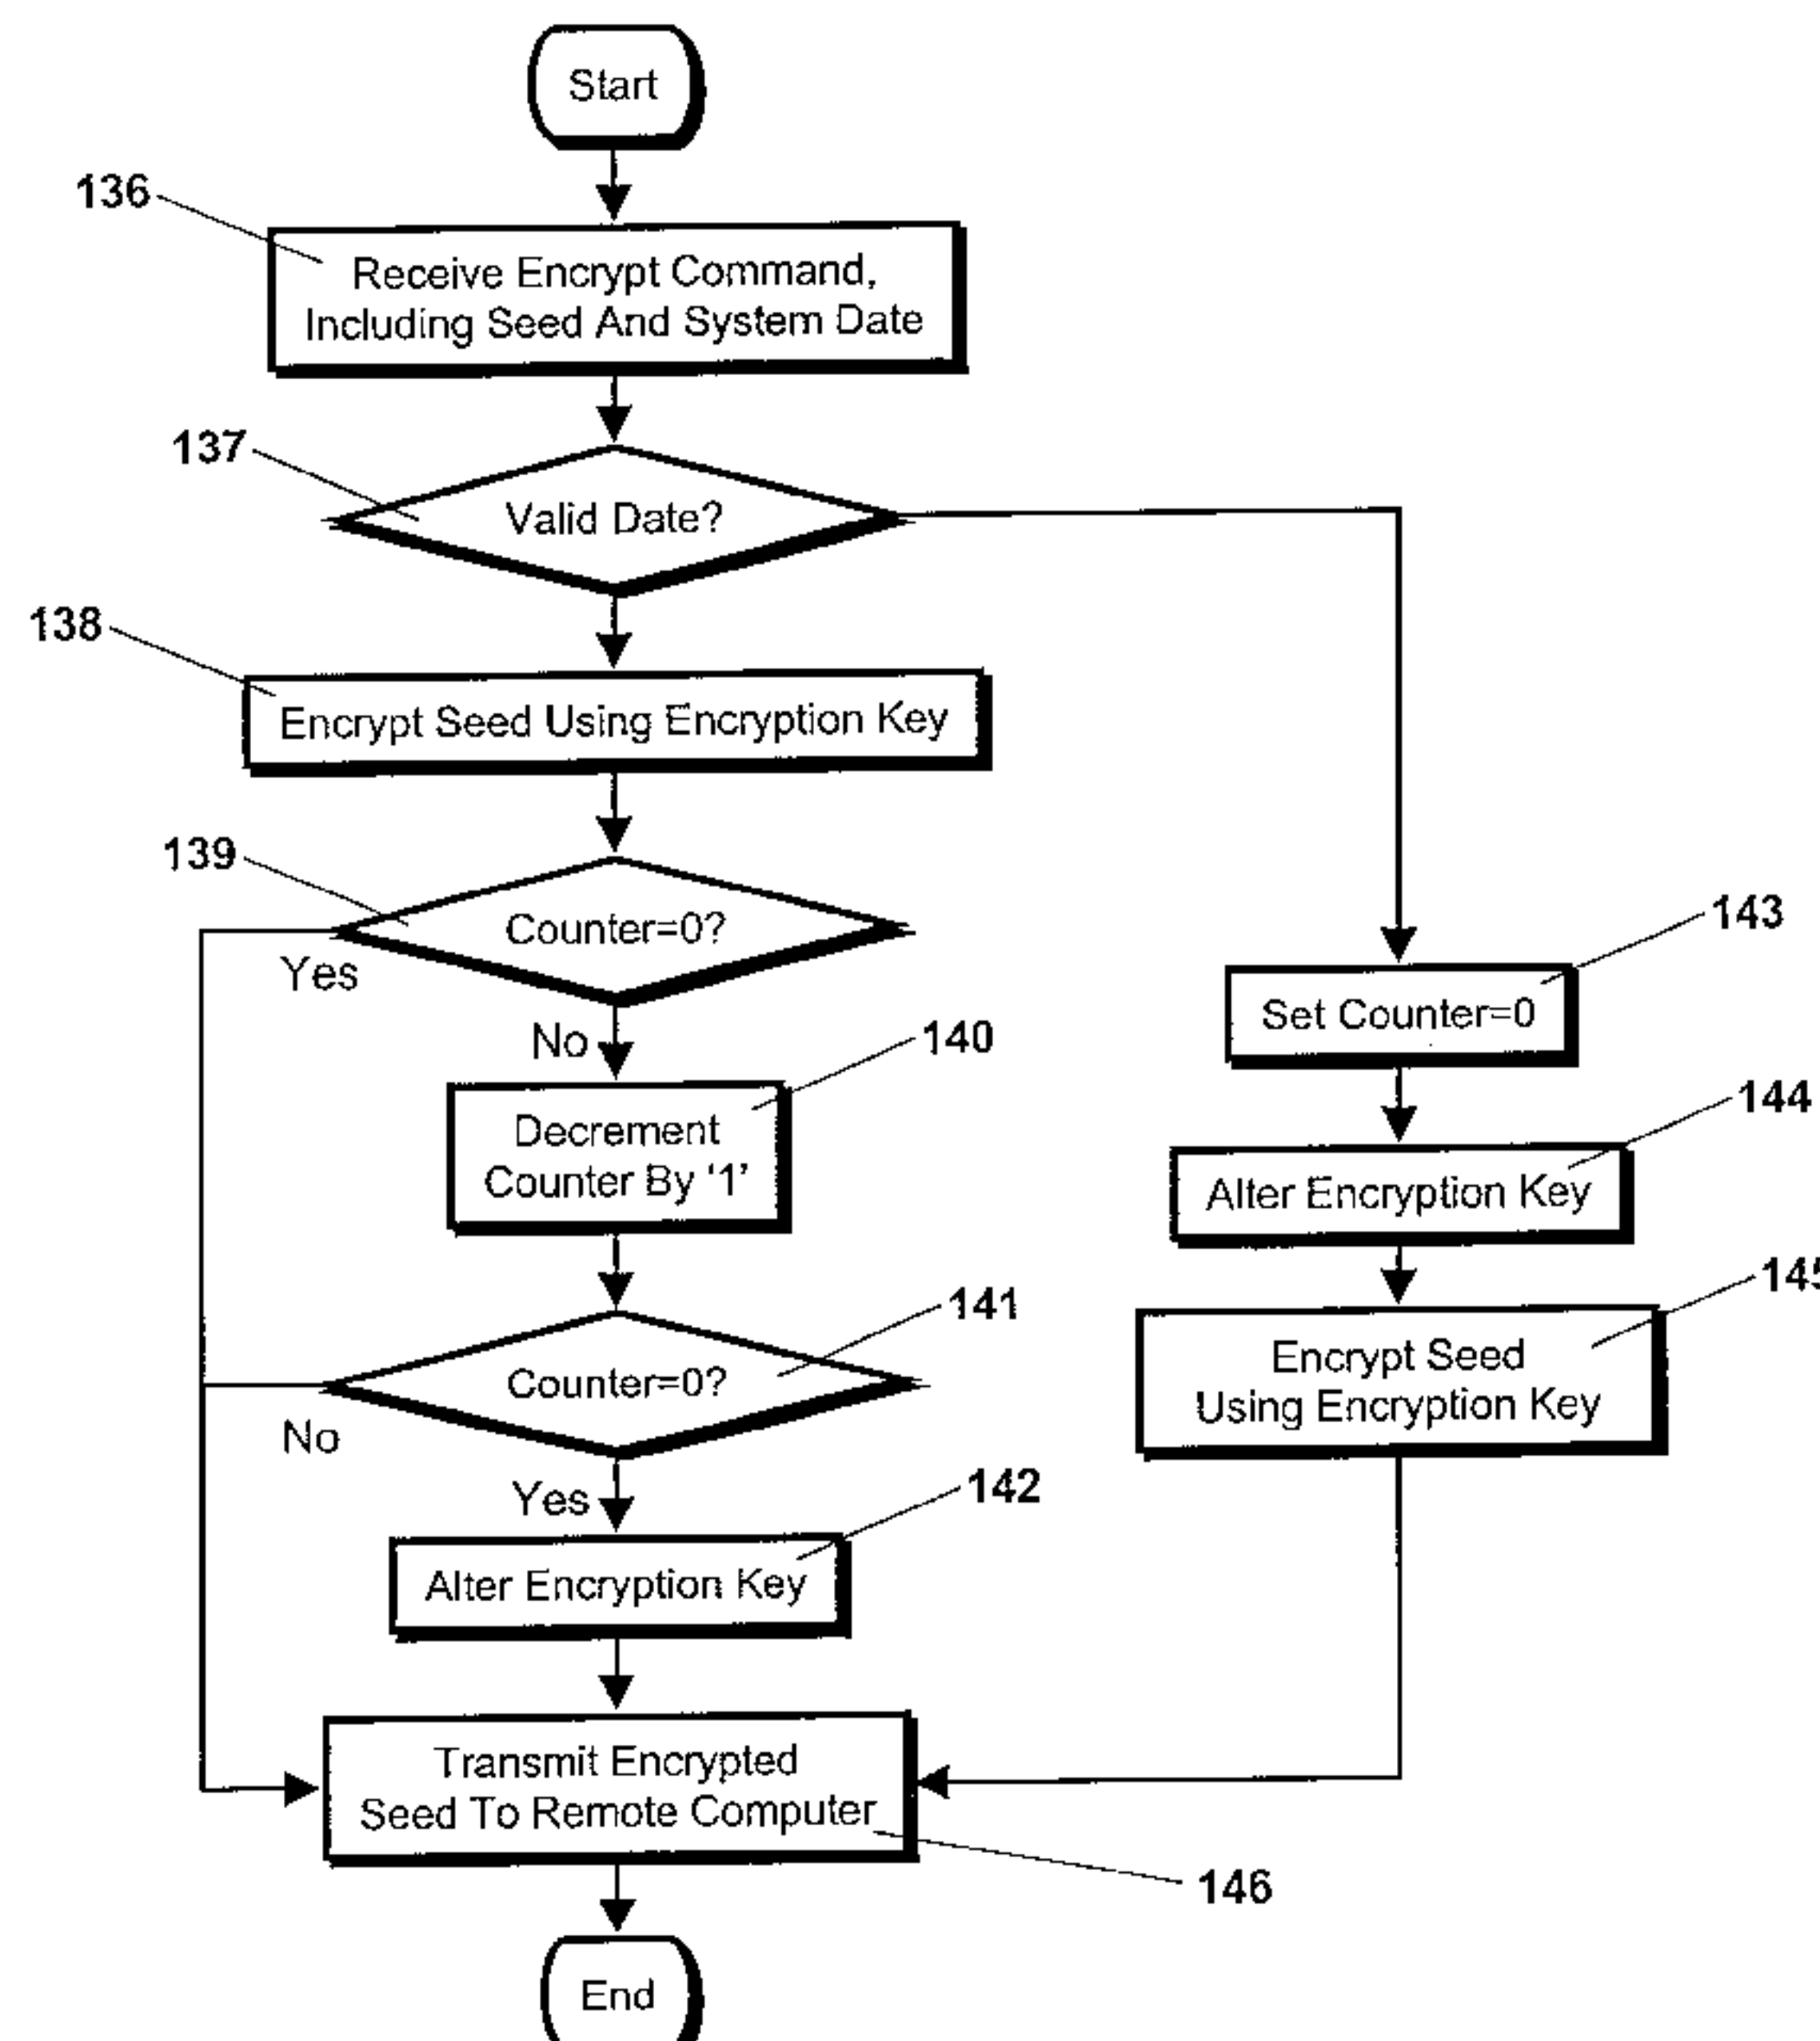 Start
136
Receive Encrypt Command,
Including Seed And System Date
137
Valid Date?
138
Encrypt Seed Using Encryption Key
139
Counter=0?
Yes
No
140
Decrement
Counter By ‘1’
141
Counter=0?
No
Yes
142
Alter Encryption Key
143
Set Counter=0
144
Alter Encryption Key
145
Encrypt Seed
Using Encryption Key
Transmit Encrypted
Seed To Remote Computer
146
End